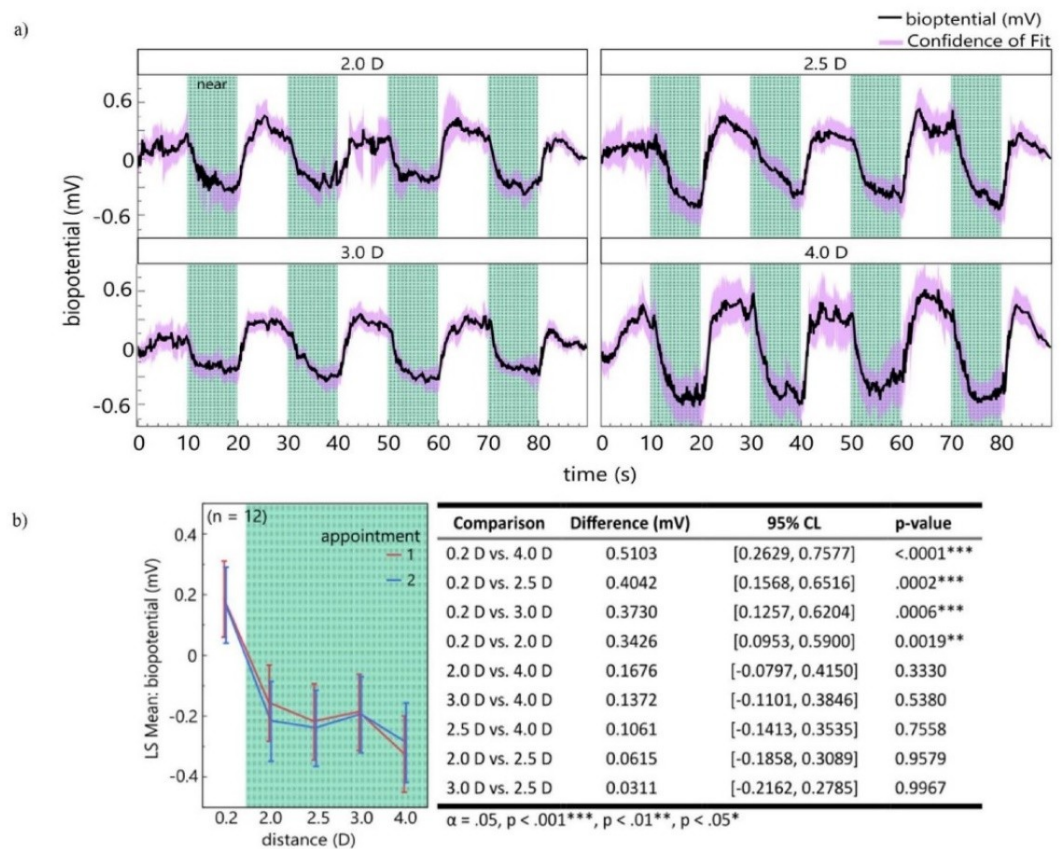 a)
bioptential (mV)
Confidence of Fit
2.0 D
2.5 D
near
0.6
0
-0.6
3.0 D
4.0 D
0.6
0
-0.6
biopotential (mV)
0 10 20 30 40 50 60 70 80 0 10 20 30 40 50 60 70 80
time (s)
b)
(n = 12)
appointment
1
2
0.4
0.2
0
-0.2
-0.4
LS Mean: biopotential (mV)
0.2 2.0 2.5 3.0 4.0
distance (D)
Comparison Difference (mV) 95% CL p-value
0.2 D vs. 4.0 D 0.5103 [0.2629, 0.7577] <.0001***
0.2 D vs. 2.5 D 0.4042 [0.1568, 0.6516] .0002***
0.2 D vs. 3.0 D 0.3730 [0.1257, 0.6204] .0006***
0.2 D vs. 2.0 D 0.3426 [0.0953, 0.5900] 0.0019**
2.0 D vs. 4.0 D 0.1676 [-0.0797, 0.4150] 0.3330
3.0 D vs. 4.0 D 0.1372 [-0.1101, 0.3846] 0.5380
2.5 D vs. 4.0 D 0.1061 [-0.1413, 0.3535] 0.7558
2.0 D vs. 2.5 D 0.0615 [-0.1858, 0.3089] 0.9579
3.0 D vs. 2.5 D 0.0311 [-0.2162, 0.2785] 0.9967
α = .05, p < .001***, p < .01**, p < .05*